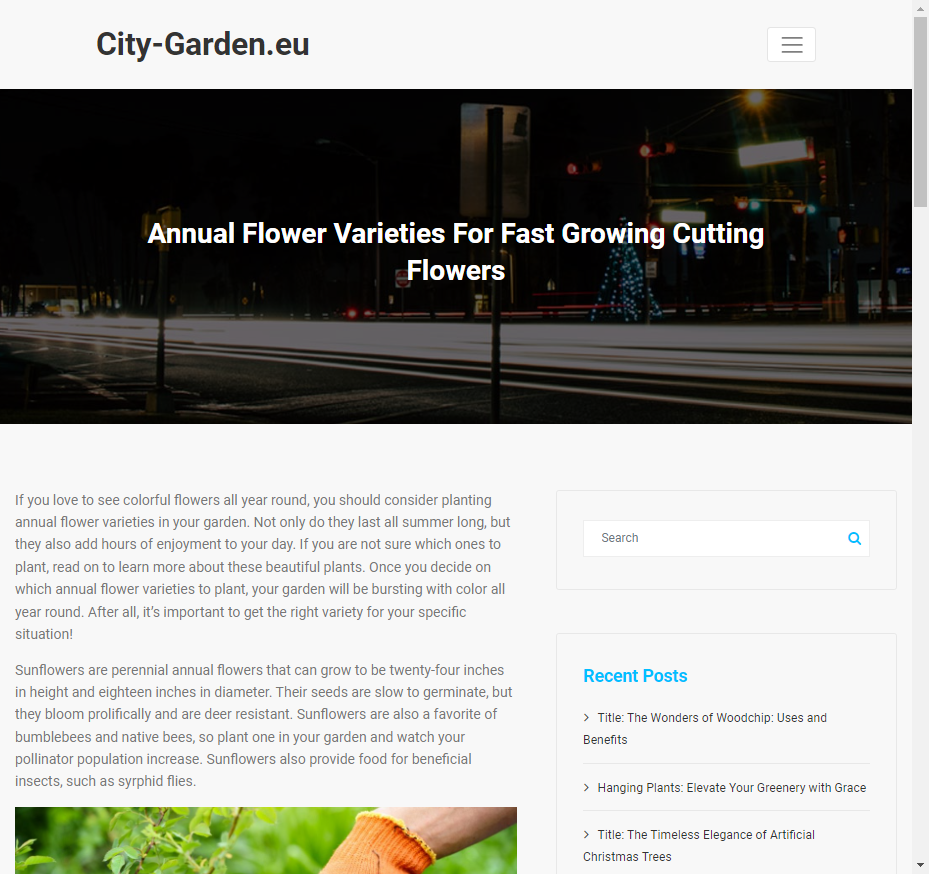 City-Garden.eu
Annual Flower Varieties For Fast Growing Cutting
Flowers
If you love to see colorful flowers all year round, you should consider planting
annual flower varieties in your garden. Not only do they last all summer long, but
they also add hours of enjoyment to your day. If you are not sure which ones to
plant, read on to learn more about these beautiful plants. Once you decide on
which annual flower varieties to plant, your garden will be bursting with color all
year round. After all, it’s important to get the right variety for your specific
situation!
Sunflowers are perennial annual flowers that can grow to be twenty-four inches
in height and eighteen inches in diameter. Their seeds are slow to germinate, but
they bloom prolifically and are deer resistant. Sunflowers are also a favorite of
bumblebees and native bees, so plant one in your garden and watch your
pollinator population increase. Sunflowers also provide food for beneficial
insects, such as syrphid flies.
Search
Recent Posts
Title: The Wonders of Woodchip: Uses and
Benefits
Hanging Plants: Elevate Your Greenery with Grace
Title: The Timeless Elegance of Artificial
Christmas Trees